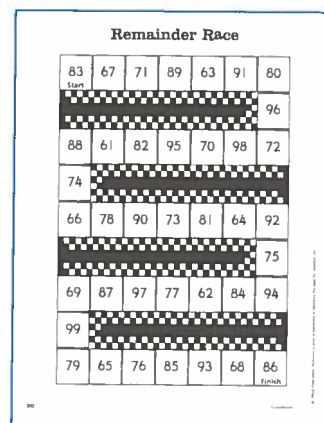 Remainder Race
83 67 71 89 63 91 80
Start
96
88 61 82 95 70 98 72
74
66 78 90 73 81 64 92
75
69 87 97 77 62 84 94
99
79 65 76 85 93 68 86
Finish